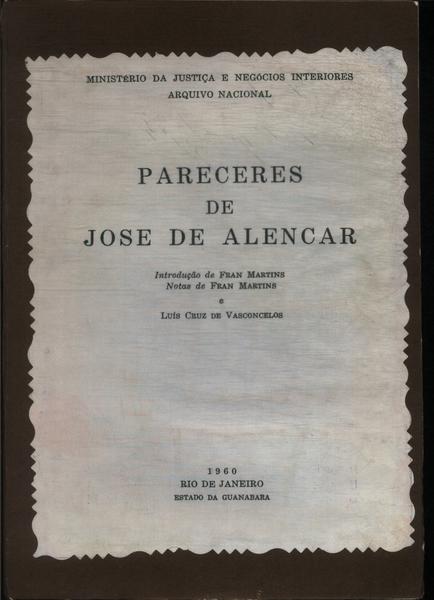 MINISTÉRIO DA JUSTIÇA E NEGÓCIOS INTERIORES
ARQUIVO NACIONAL
PARECERES
DE
JOSE DE ALENCAR
Introdução de FRAN MARTINS
Notas de FRAN MARTINS
e
LUÍS CRUZ DE VASCONCELOS
1960
RIO DE JANEIRO
ESTADO DA GUANABARA